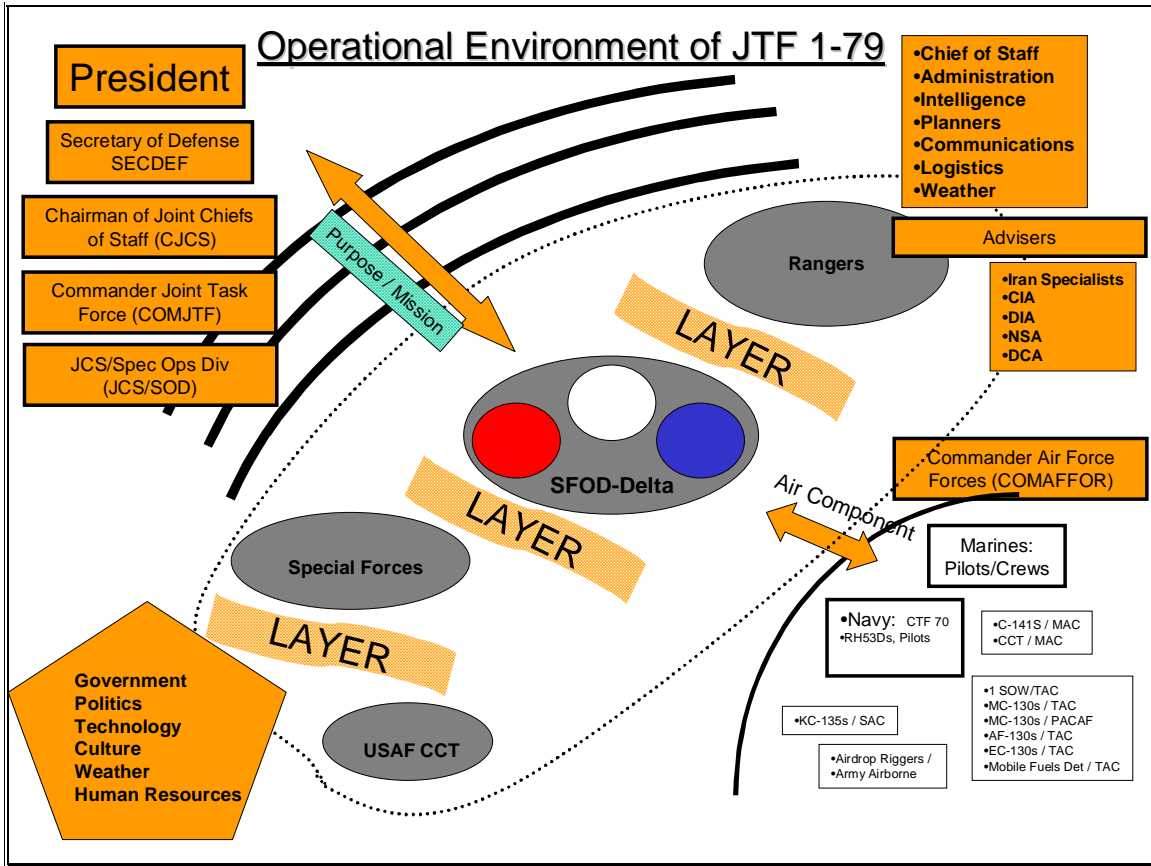 Operational Environment of JTF 1-79
President
Secretary of Defense
SECDEF
Chairman of Joint Chiefs
of Staff (CJCS)
Commander Joint Task
Force (COMJTF)
JCS/Spec Ops Div
(JCS/SOD)
Purpose / Mission
•Chief of Staff
•Administration
•Intelligence
•Planners
•Communications
•Logistics
•Weather
Advisers
•Iran Specialists
•CIA
•DIA
•NSA
•DCA
Rangers
LAYER
SFOD-Delta
LAYER
Special Forces
LAYER
USAF CCT
Government
Politics
Technology
Culture
Weather
Human Resources
Air Component
Commander Air Force
Forces (COMAFFOR)
Marines:
Pilots/Crews
•Navy: CTF 70
•RH53Ds, Pilots
•C-141S / MAC
•CCT / MAC
•KC-135s / SAC
•Airdrop Riggers /
•Army Airborne
•1 SOW/TAC
•MC-130s / TAC
•MC-130s / PACAF
•AF-130s / TAC
•EC-130s / TAC
•Mobile Fuels Det / TAC